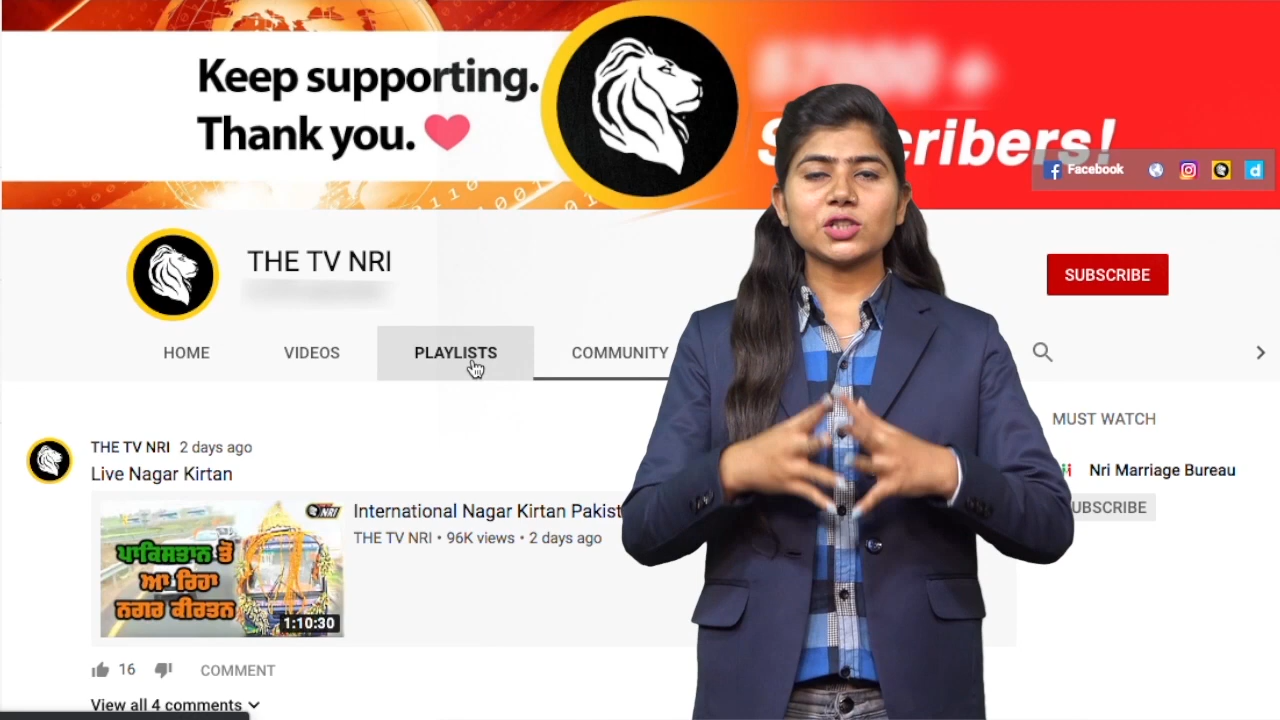 Keep supporting.
Thank you.
cribers!
Facebook
THE TV NRI
SUBSCRIBE
HOME
VIDEOS
PLAYLISTS
COMMUNITY
MUST WATCH
THE TV NRI 2 days ago
Live Nagar Kirtan
Nri Marriage Bureau
UBSCRIBE
International Nagar Kirtan Pakist
THE TV NRI • 96K views • 2 days ago
ਪਾਕਿਸਤਾਨ ਤੋਂ
ਆ ਰਿਹਾ
ਨਗਰ ਕੀਰਤਨ
1:10:30
16
COMMENT
View all 4 comments